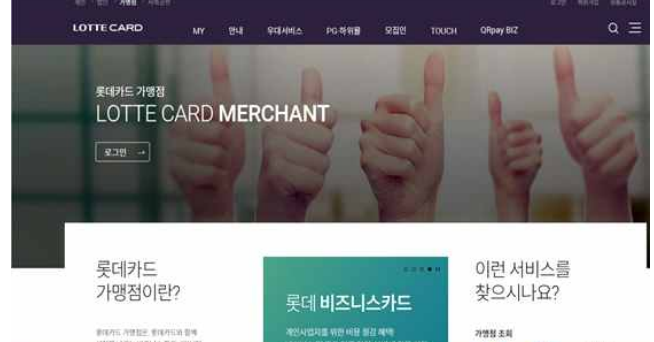 가맹점
LOTTE CARD
MY 안내 우대서비스 PG·하위몰 모집인 TOUCH QRpay BIZ
롯데카드 가맹점
LOTTE CARD MERCHANT
로그인 →
롯데카드
가맹점이란?
롯데 비즈니스카드
개인사업자를 위한 비용 절감 혜택!
이런 서비스를
찾으시나요?
가맹점 조회